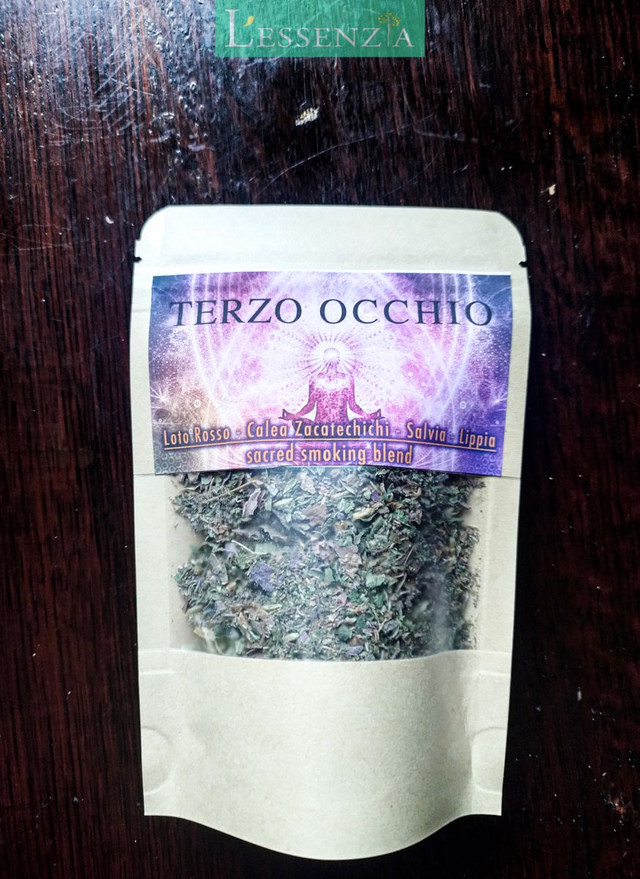 L'ESSENZIA
TERZO OCCHIO
Loto Rosso - Calea Zacatechichi - Salvia - Lippia
sacred smoking blend